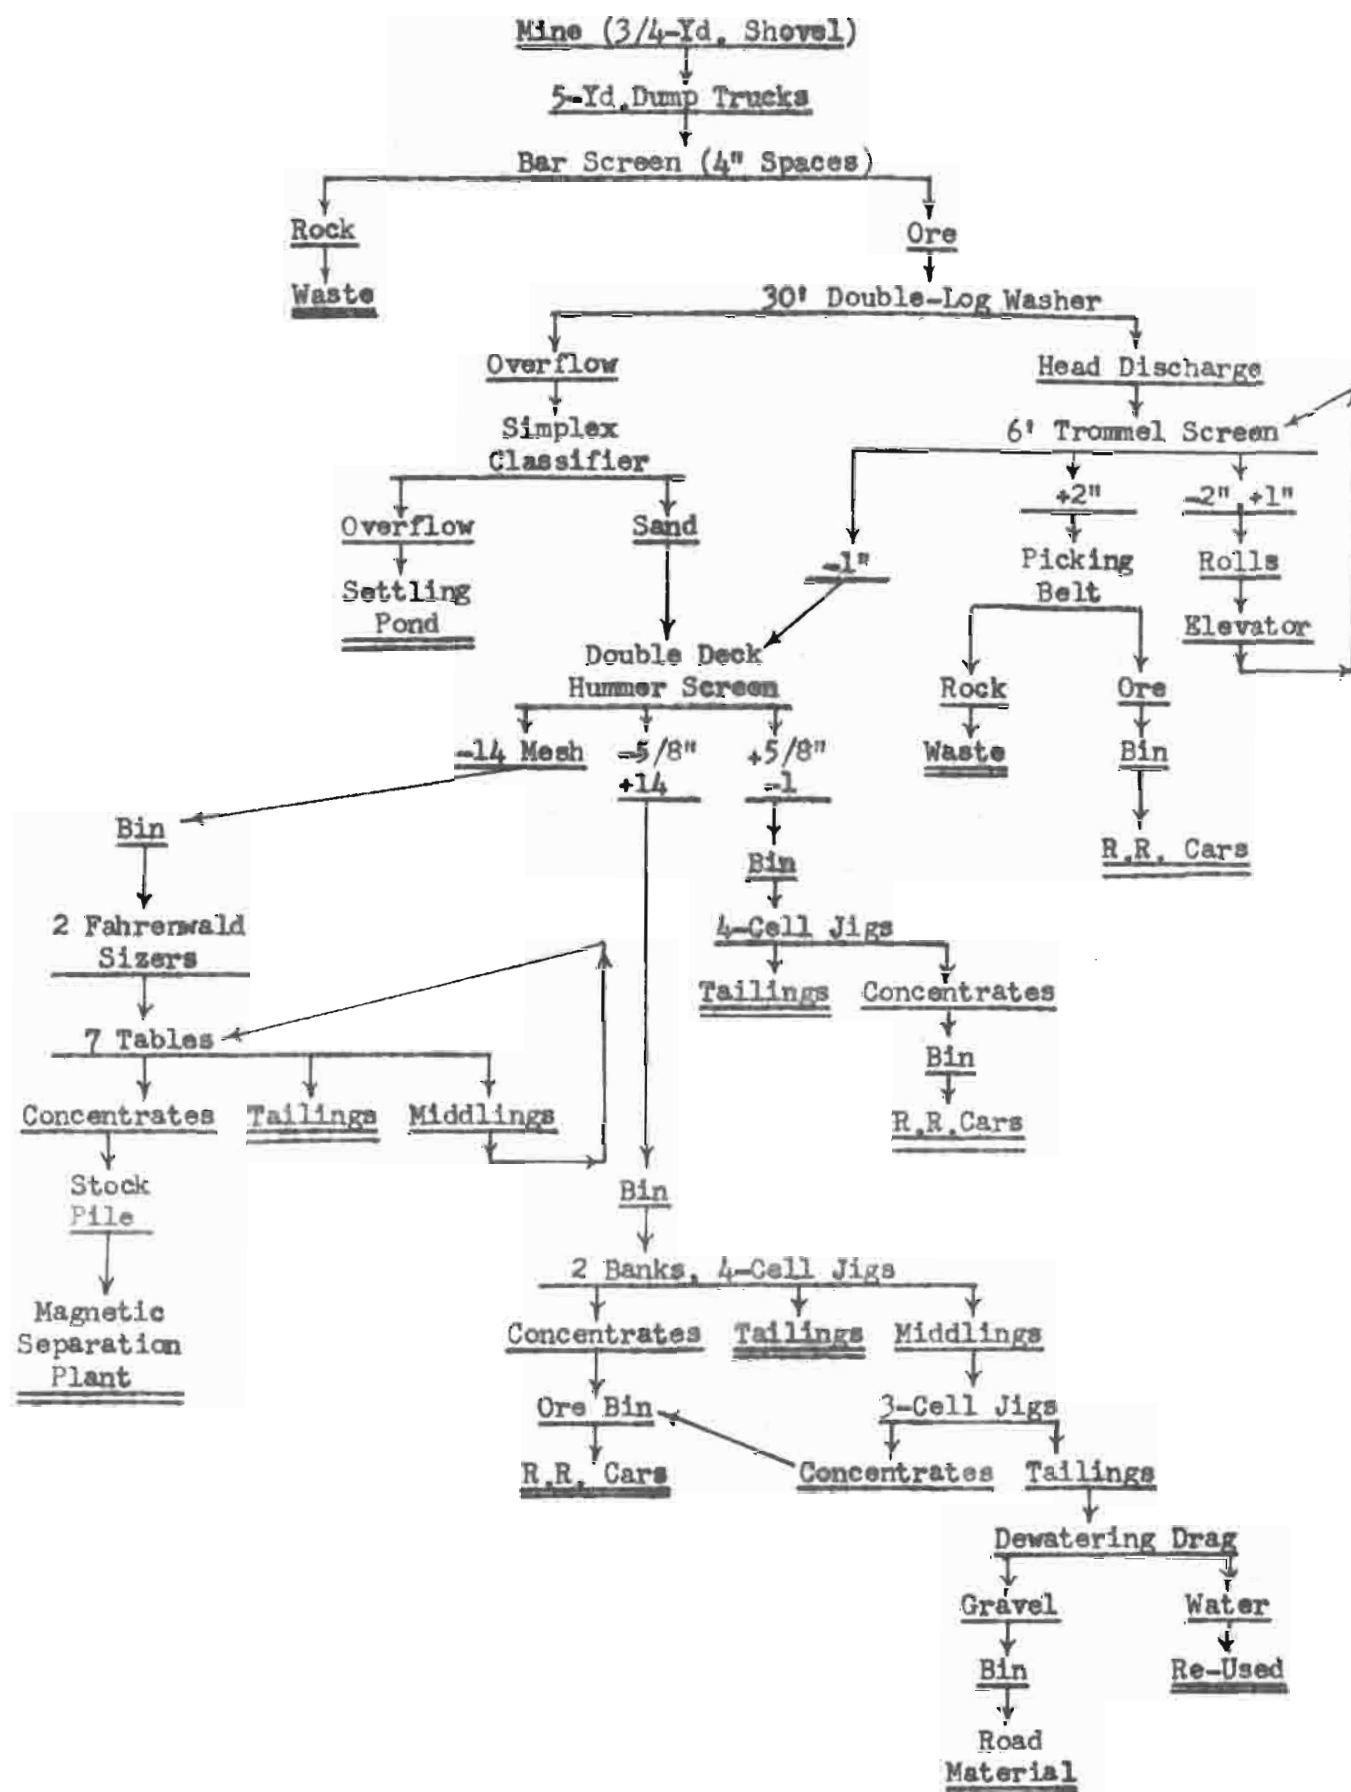 Mine (3/4-Yd. Shovel)
5-Yd. Dump Trucks
Bar Screen (4" Spaces)
Rock
Ore
Waste
30' Double-Log Washer
Overflow
Head Discharge
Simplex
Classifier
6' Trommel Screen
+2"
-2" +1"
Overflow
Sand
-1"
Picking
Belt
Rolls
Settling
Pond
Elevator
Double Deck
Hummer Screen
Rock
Ore
-14 Mesh
-5/8"
+14
+5/8"
-1
Waste
Bin
Bin
Bin
R.R. Cars
2 Fahrenwald
Sizers
4-Cell Jigs
Tailings
Concentrates
7 Tables
Bin
Concentrates
Tailings
Middlings
R.R.Cars
Stock
Pile
Bin
2 Banks, 4-Cell Jigs
Magnetic
Separation
Plant
Concentrates
Tailings
Middlings
Ore Bin
3-Cell Jigs
R.R. Cars
Concentrates
Tailings
Dewatering Drag
Gravel
Water
Bin
Re-Used
Road
Material